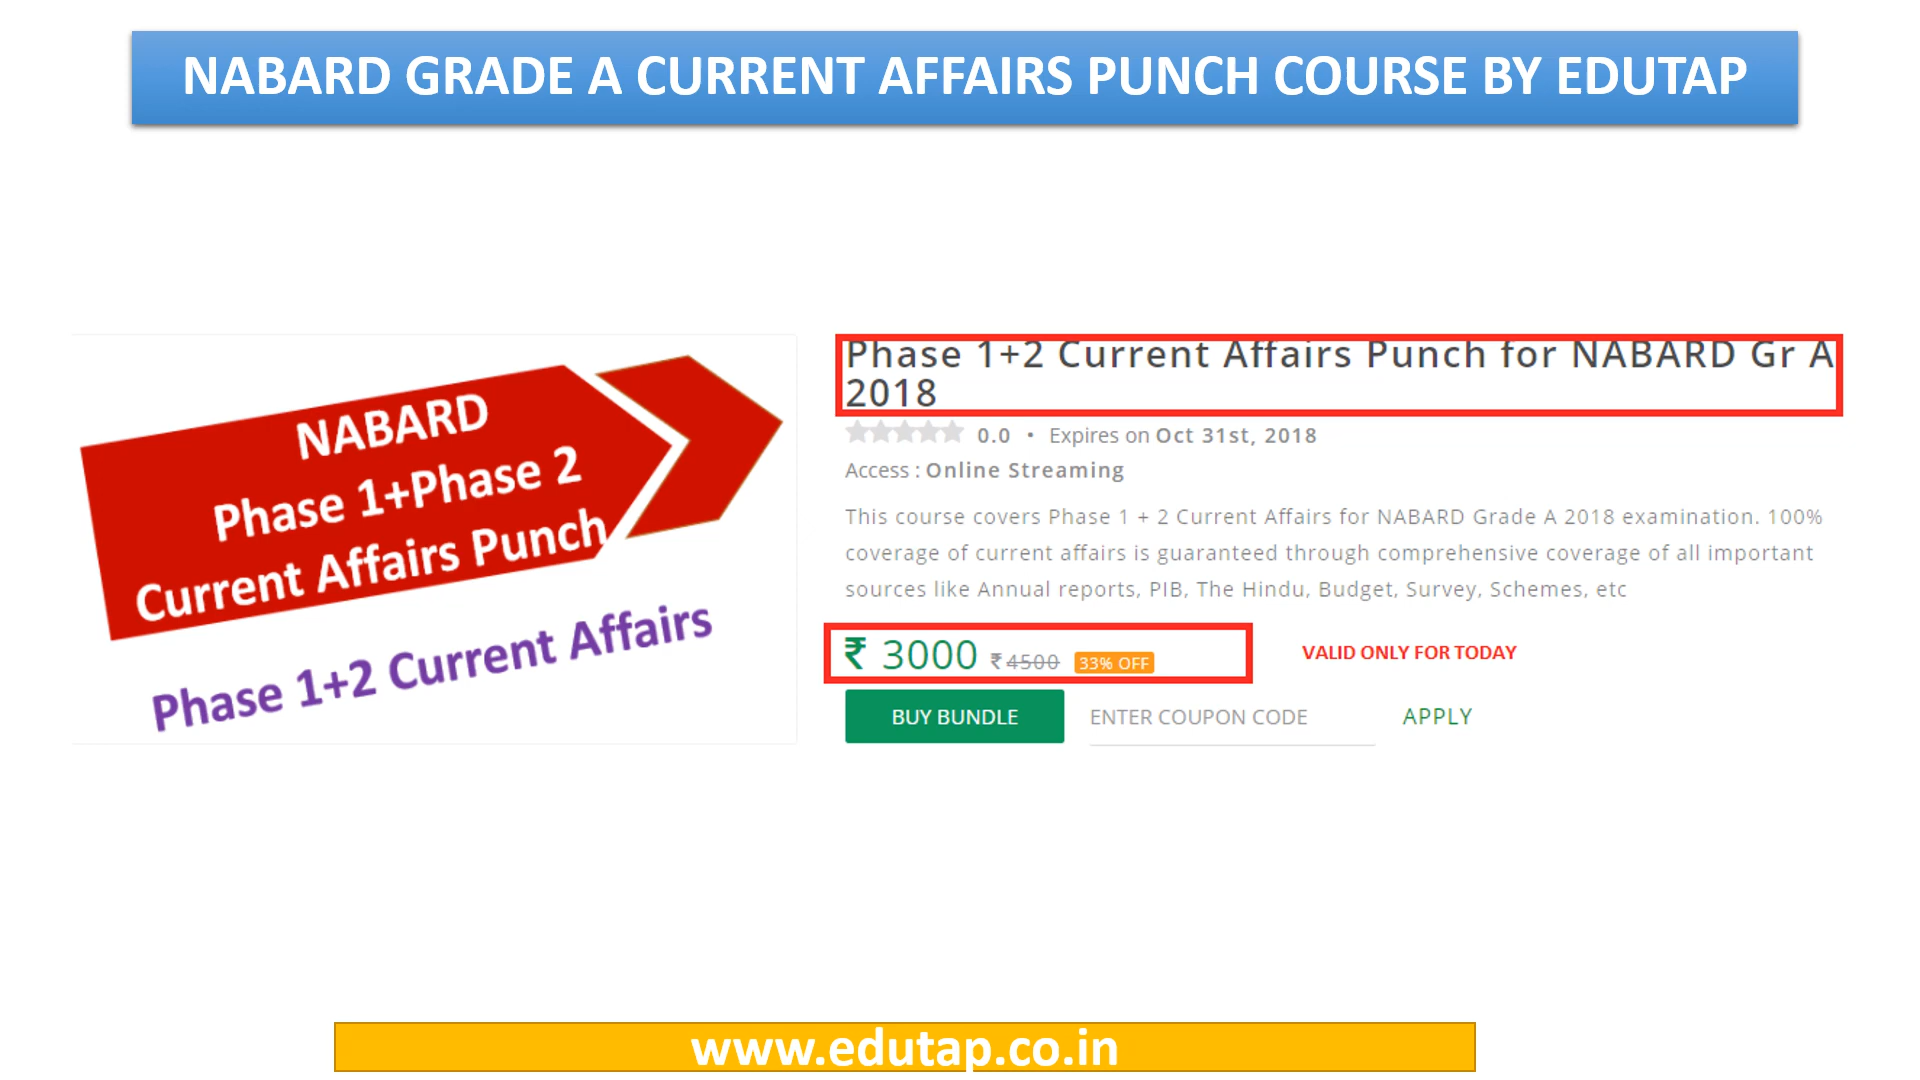 NABARD GRADE A CURRENT AFFAIRS PUNCH COURSE BY EDUTAP
NABARD
Phase 1+Phase 2
Current Affairs Punch
Phase 1+2 Current Affairs
Phase 1+2 Current Affairs Punch for NABARD Gr A
2018
0.0 • Expires on Oct 31st, 2018
Access : Online Streaming
This course covers Phase 1 + 2 Current Affairs for NABARD Grade A 2018 examination. 100%
coverage of current affairs is guaranteed through comprehensive coverage of all important
sources like Annual reports, PIB, The Hindu, Budget, Survey, Schemes, etc
₹ 3000 ₹4500 33% OFF
VALID ONLY FOR TODAY
BUY BUNDLE ENTER COUPON CODE APPLY
www.edutap.co.in